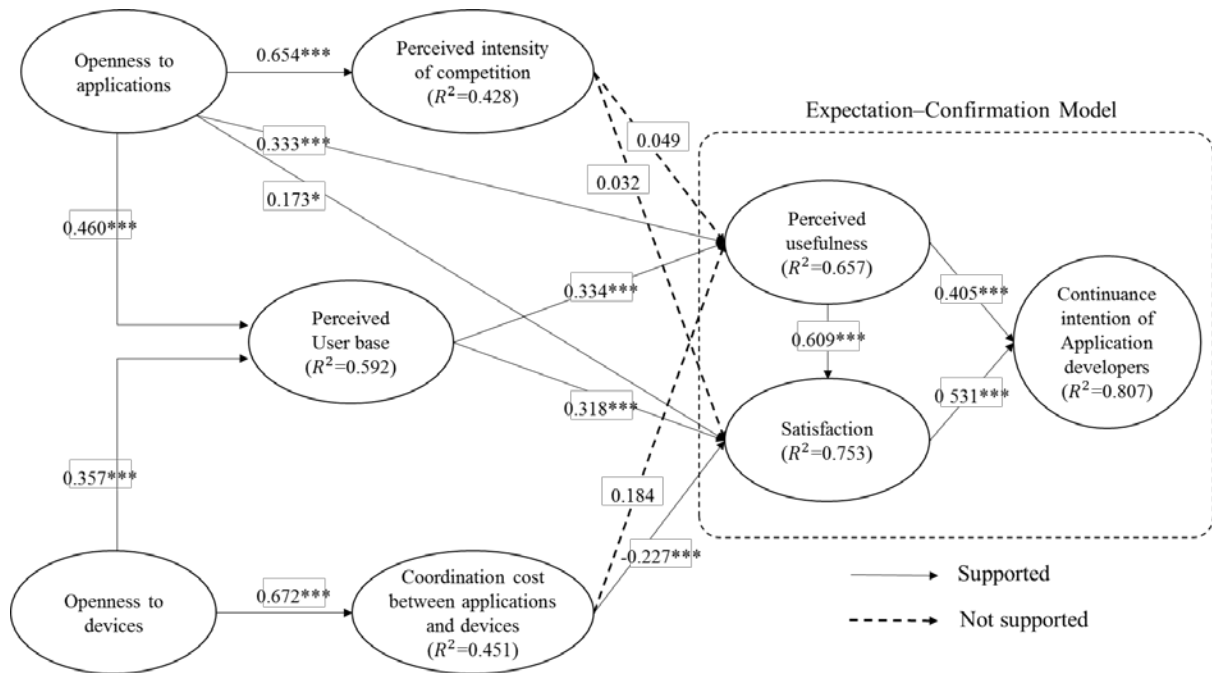 Openness to
applications
0.654***
Perceived intensity
of competition
(R²=0.428)
Expectation–Confirmation Model
0.333***
0.049
0.032
0.173*
0.460***
Perceived
usefulness
(R²=0.657)
Perceived
User base
(R²=0.592)
0.334***
0.405***
0.609***
Continuance
intention of
Application
developers
(R²=0.807)
0.318***
0.531***
Satisfaction
(R²=0.753)
0.357***
0.184
-0.227***
Openness to
devices
0.672***
Coordination cost
between applications
and devices
(R²=0.451)
Supported
Not supported